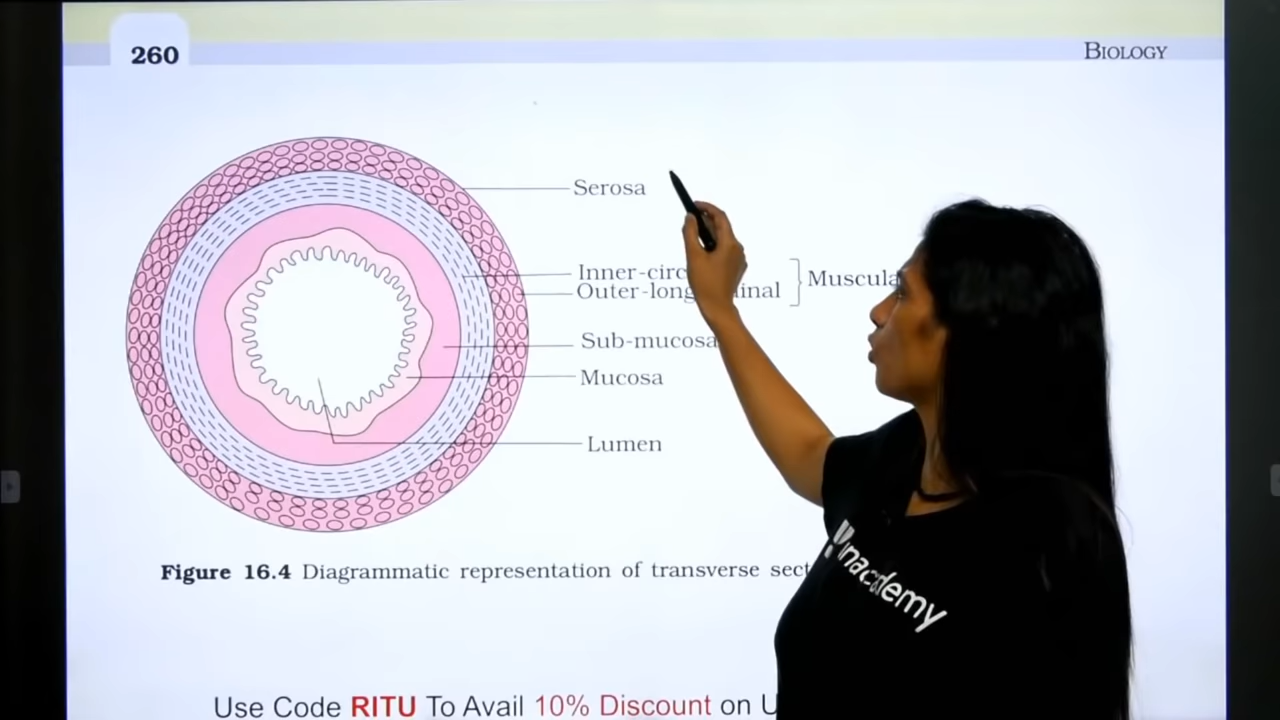 260
BIOLOGY
Serosa
Inner-circ
Outer-long inal
Muscula
Sub-mucosa
Mucosa
Lumen
Figure 16.4 Diagrammatic representation of transverse sect
unacademy
Use Code RITU To Avail 10% Discount on U